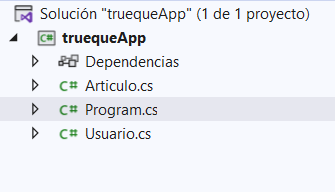 Solución "truequeApp" (1 de 1 proyecto)
truequeApp
Dependencias
C# Articulo.cs
C# Program.cs
C# Usuario.cs